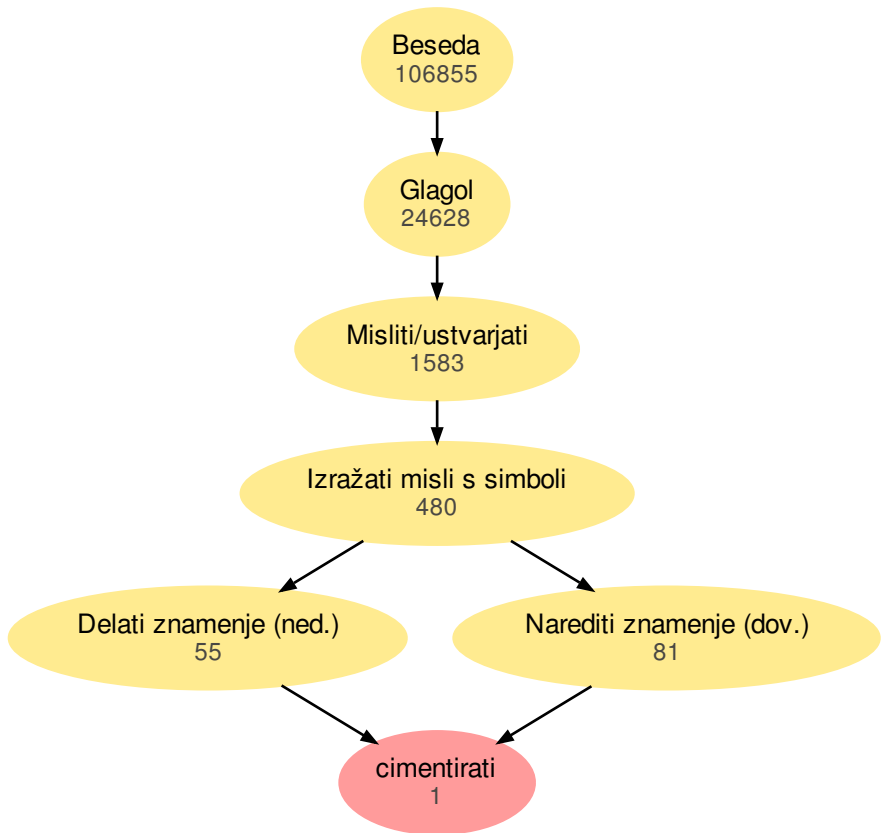 Beseda
106855
Glagol
24628
Misliti/ustvarjati
1583
Izražati misli s simboli
480
Delati znamenje (ned.)
55
Narediti znamenje (dov.)
81
cimentirati
1